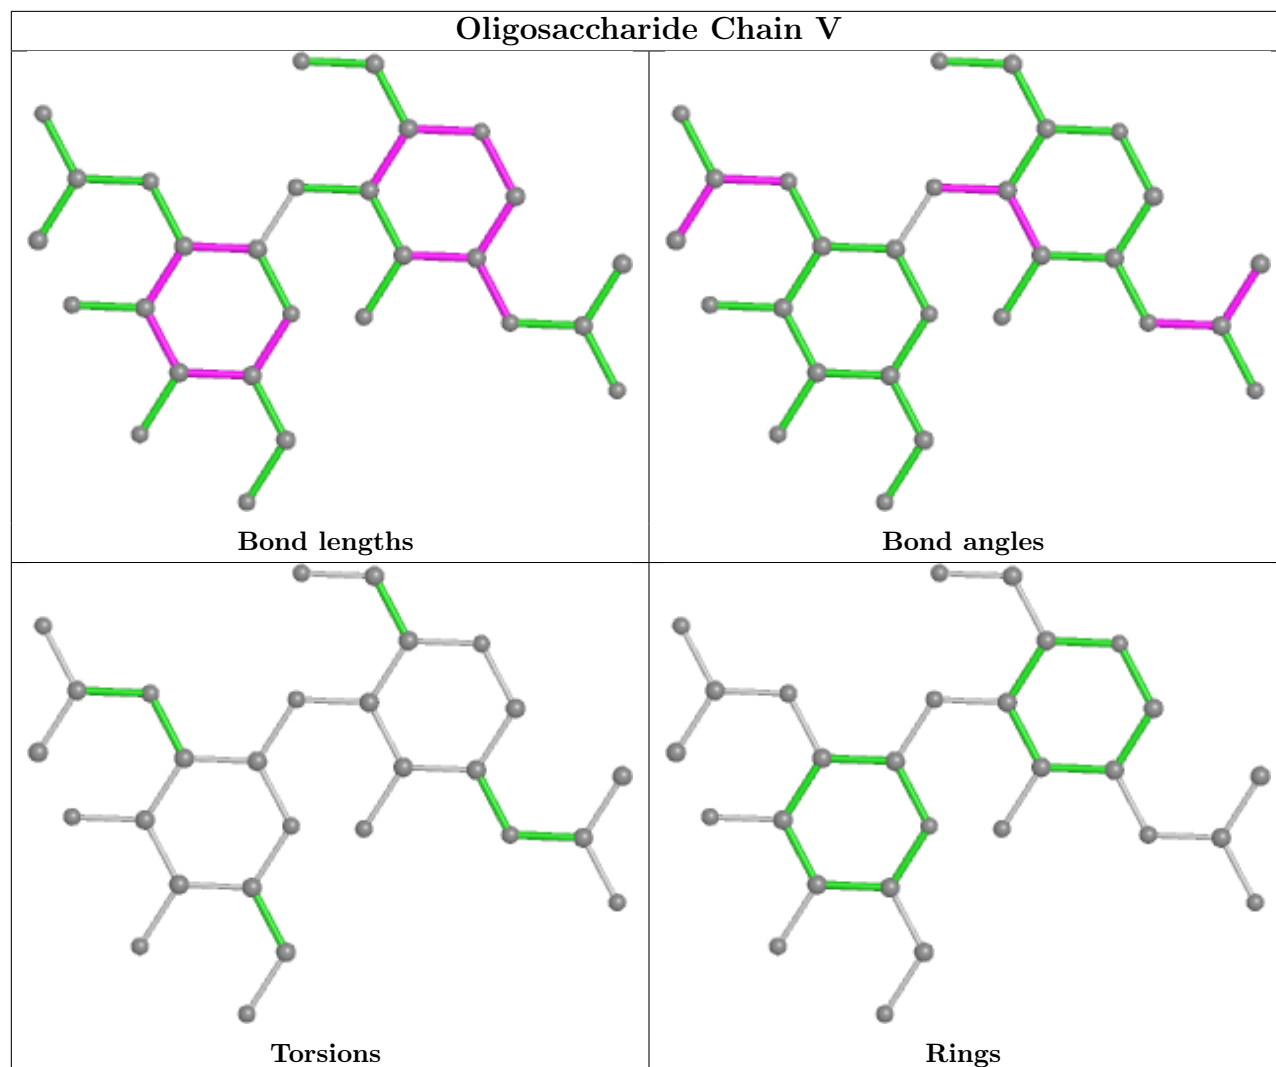 Oligosaccharide Chain V
Bond lengths
Bond angles
Torsions
Rings